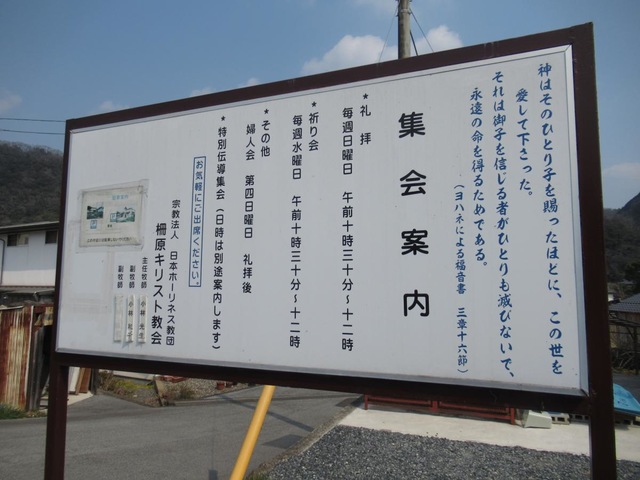 神はそのひとり子を賜ったほどに、この世を
愛して下さった。
それは御子を信じる者がひとりも滅びないで、
永遠の命を得るためである。
（ヨハネによる福音書 三章十六節）
集会案内
*礼拝
毎週日曜日 午前十時三十分～十二時
*祈り会
毎週水曜日 午前十時三十分～十二時
*その他
婦人会 第四日曜日 礼拝後
*特別伝導集会（日時は別途案内します）
お気軽にご出席ください。
宗教法人 日本ホーリネス教団
柵原キリスト教会
主任牧師 小林
副牧師 小林
副牧師